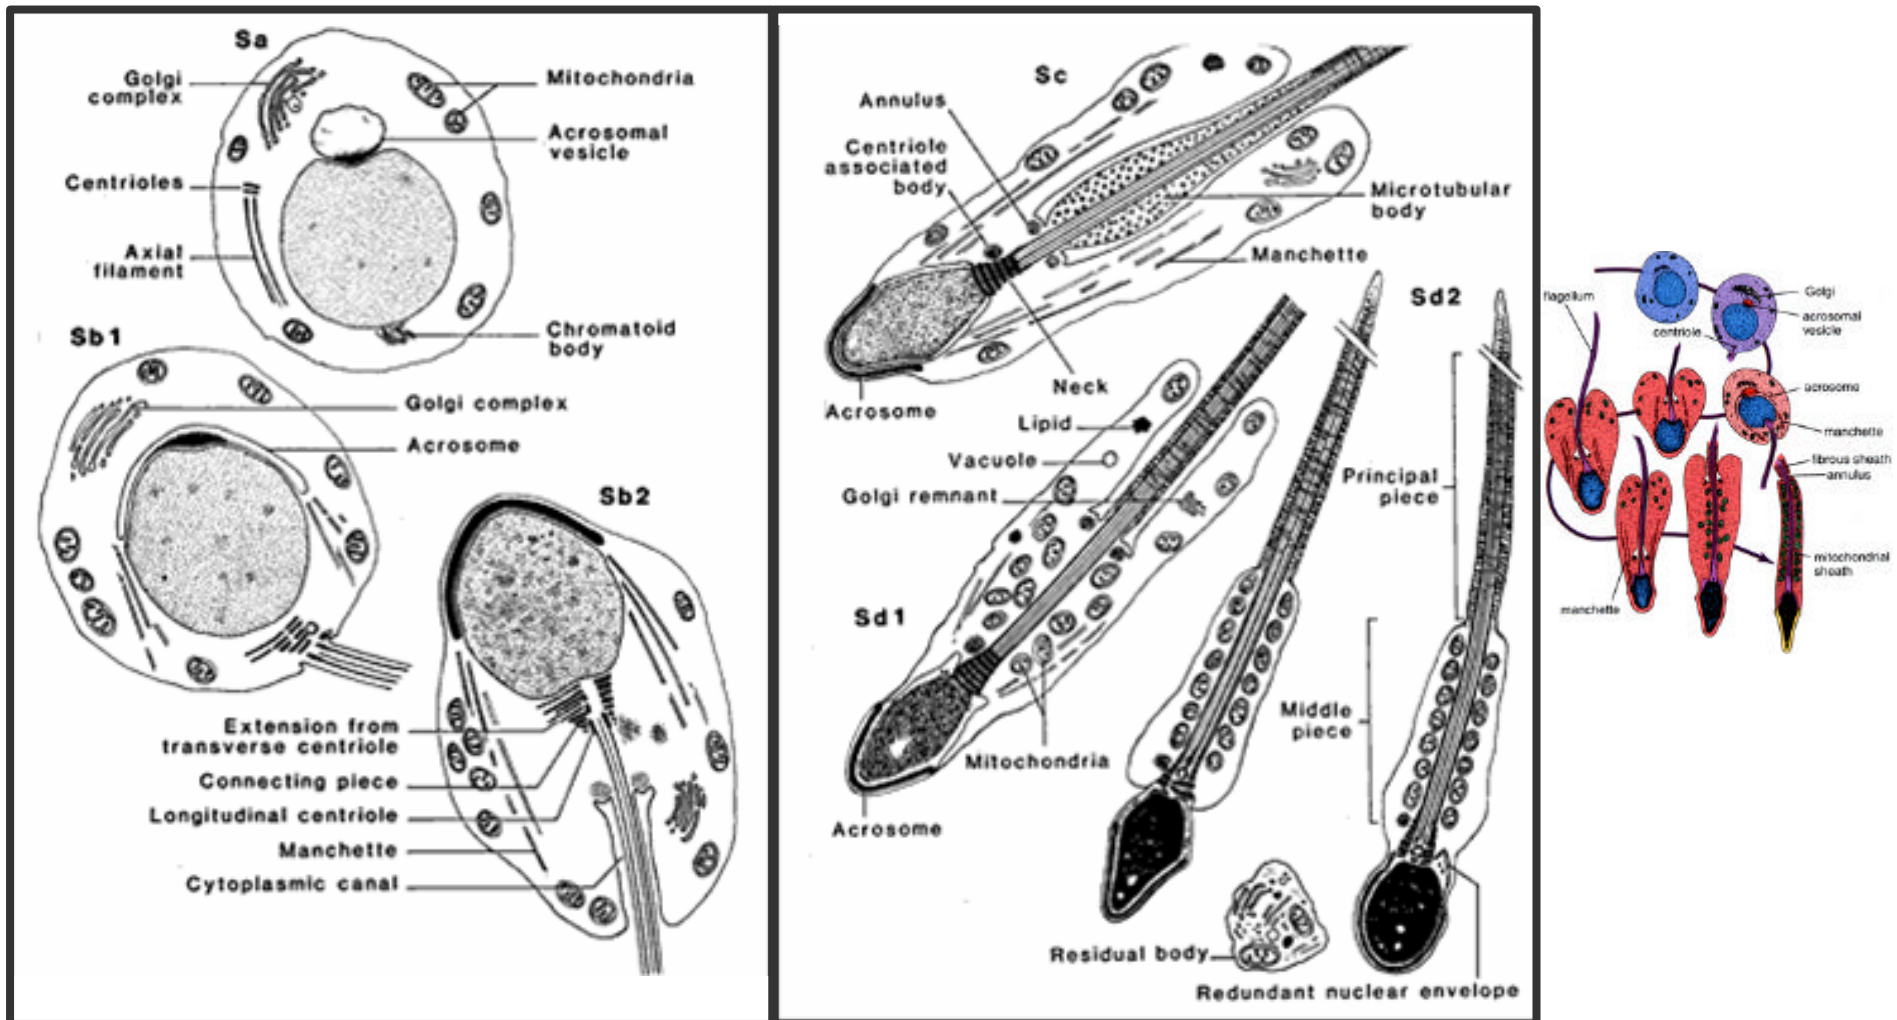 Sa
Golgi
complex
Mitochondria
Acrosomal
vesicle
Centrioles
Axial
filament
Chromatoid
body
Sb1
Golgi complex
Acrosome
Sb2
Extension from
transverse centriole
Connecting piece
Longitudinal centriole
Manchette
Cytoplasmic canal
Sc
Annulus
Centriole
associated
body
Microtubular
body
Manchette
Neck
Acrosome
Sd2
Lipid
Vacuole
Golgi remnant
Principal
piece
Sd1
Middle
piece
Mitochondria
Acrosome
Residual body
Redundant nuclear envelope
flagellum
Golgi
acrosomal
vesicle
centriole
acrosome
manchette
fibrous sheath
annulus
mitochondrial
sheath
manchette